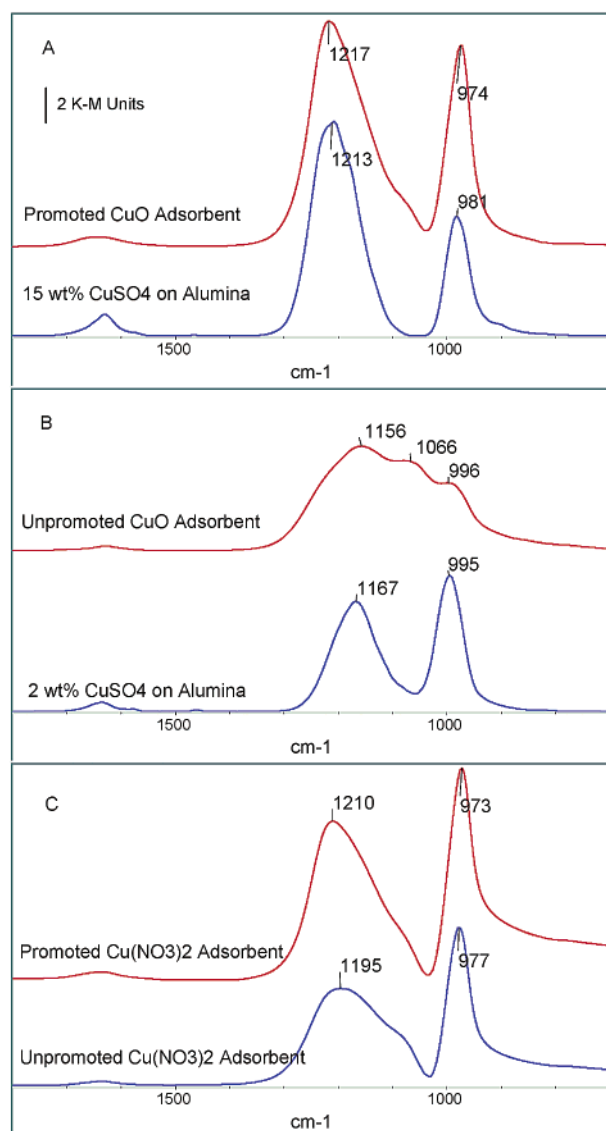 A
1217
2 K-M Units
974
1213
981
Promoted CuO Adsorbent
15 wt% CuSO4 on Alumina
1500
1000
cm-1
B
1156
1066
996
Unpromoted CuO Adsorbent
995
1167
2 wt% CuSO4 on Alumina
1500
1000
cm-1
C
1210
973
Promoted Cu(NO3)2 Adsorbent
1195
977
Unpromoted Cu(NO3)2 Adsorbent
1500
1000
cm-1